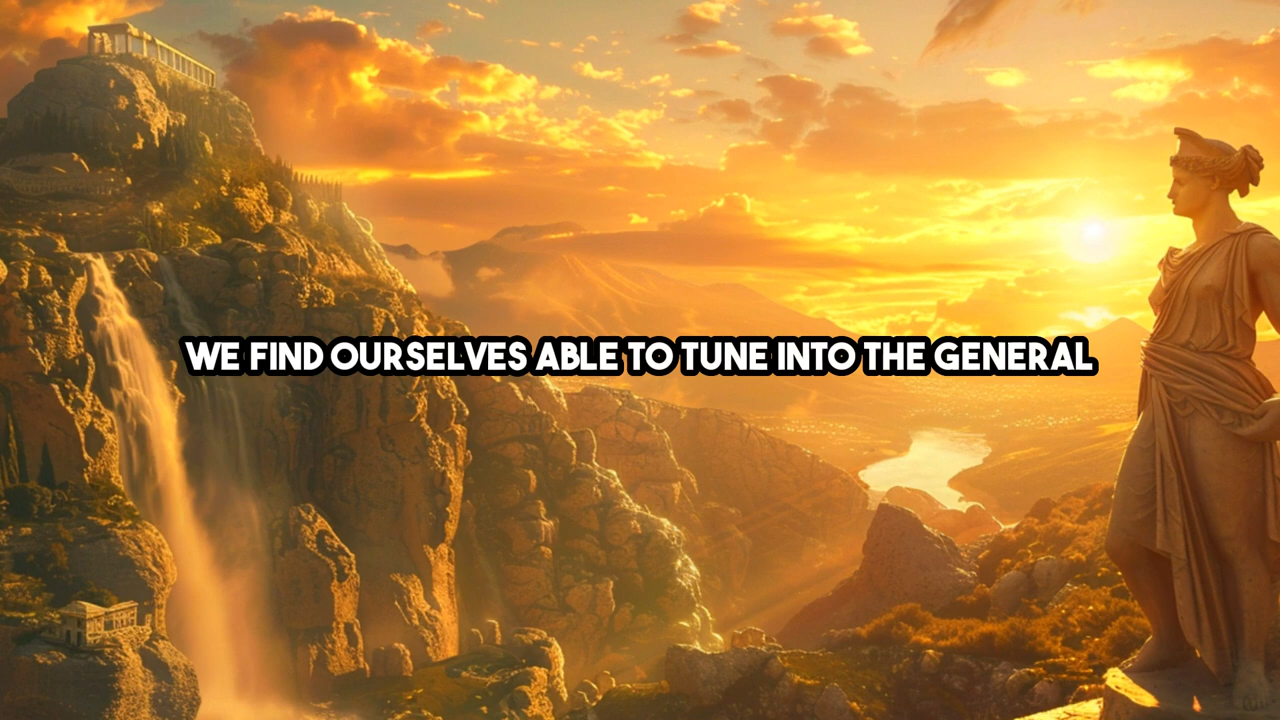 WE FIND OURSELVES ABLE TO TUNE INTO THE GENERAL